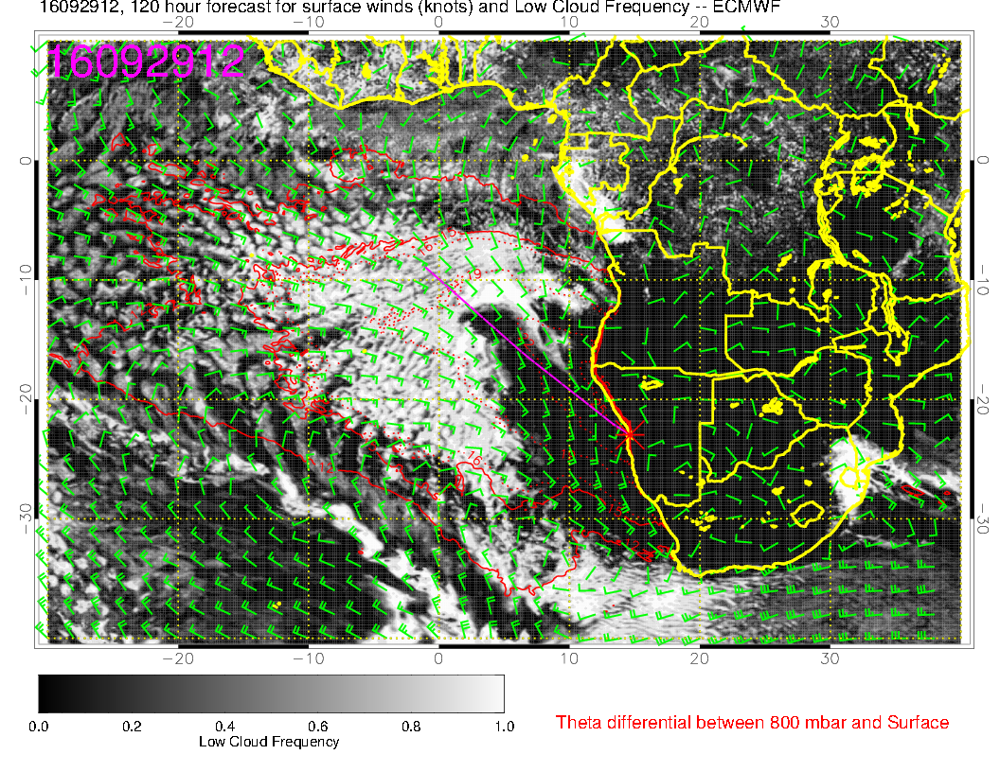 16092912, 120 hour forecast for surface winds (knots) and Low Cloud Frequency -- ECMWF
−20 −10 0 10 20 30
16092912
0 0
−10 −10
−20 −20
−30 −30
19
16
−20 −10 0 10 20 30
0.0 0.2 0.4 0.6 0.8 1.0
Low Cloud Frequency
Theta differential between 800 mbar and Surface